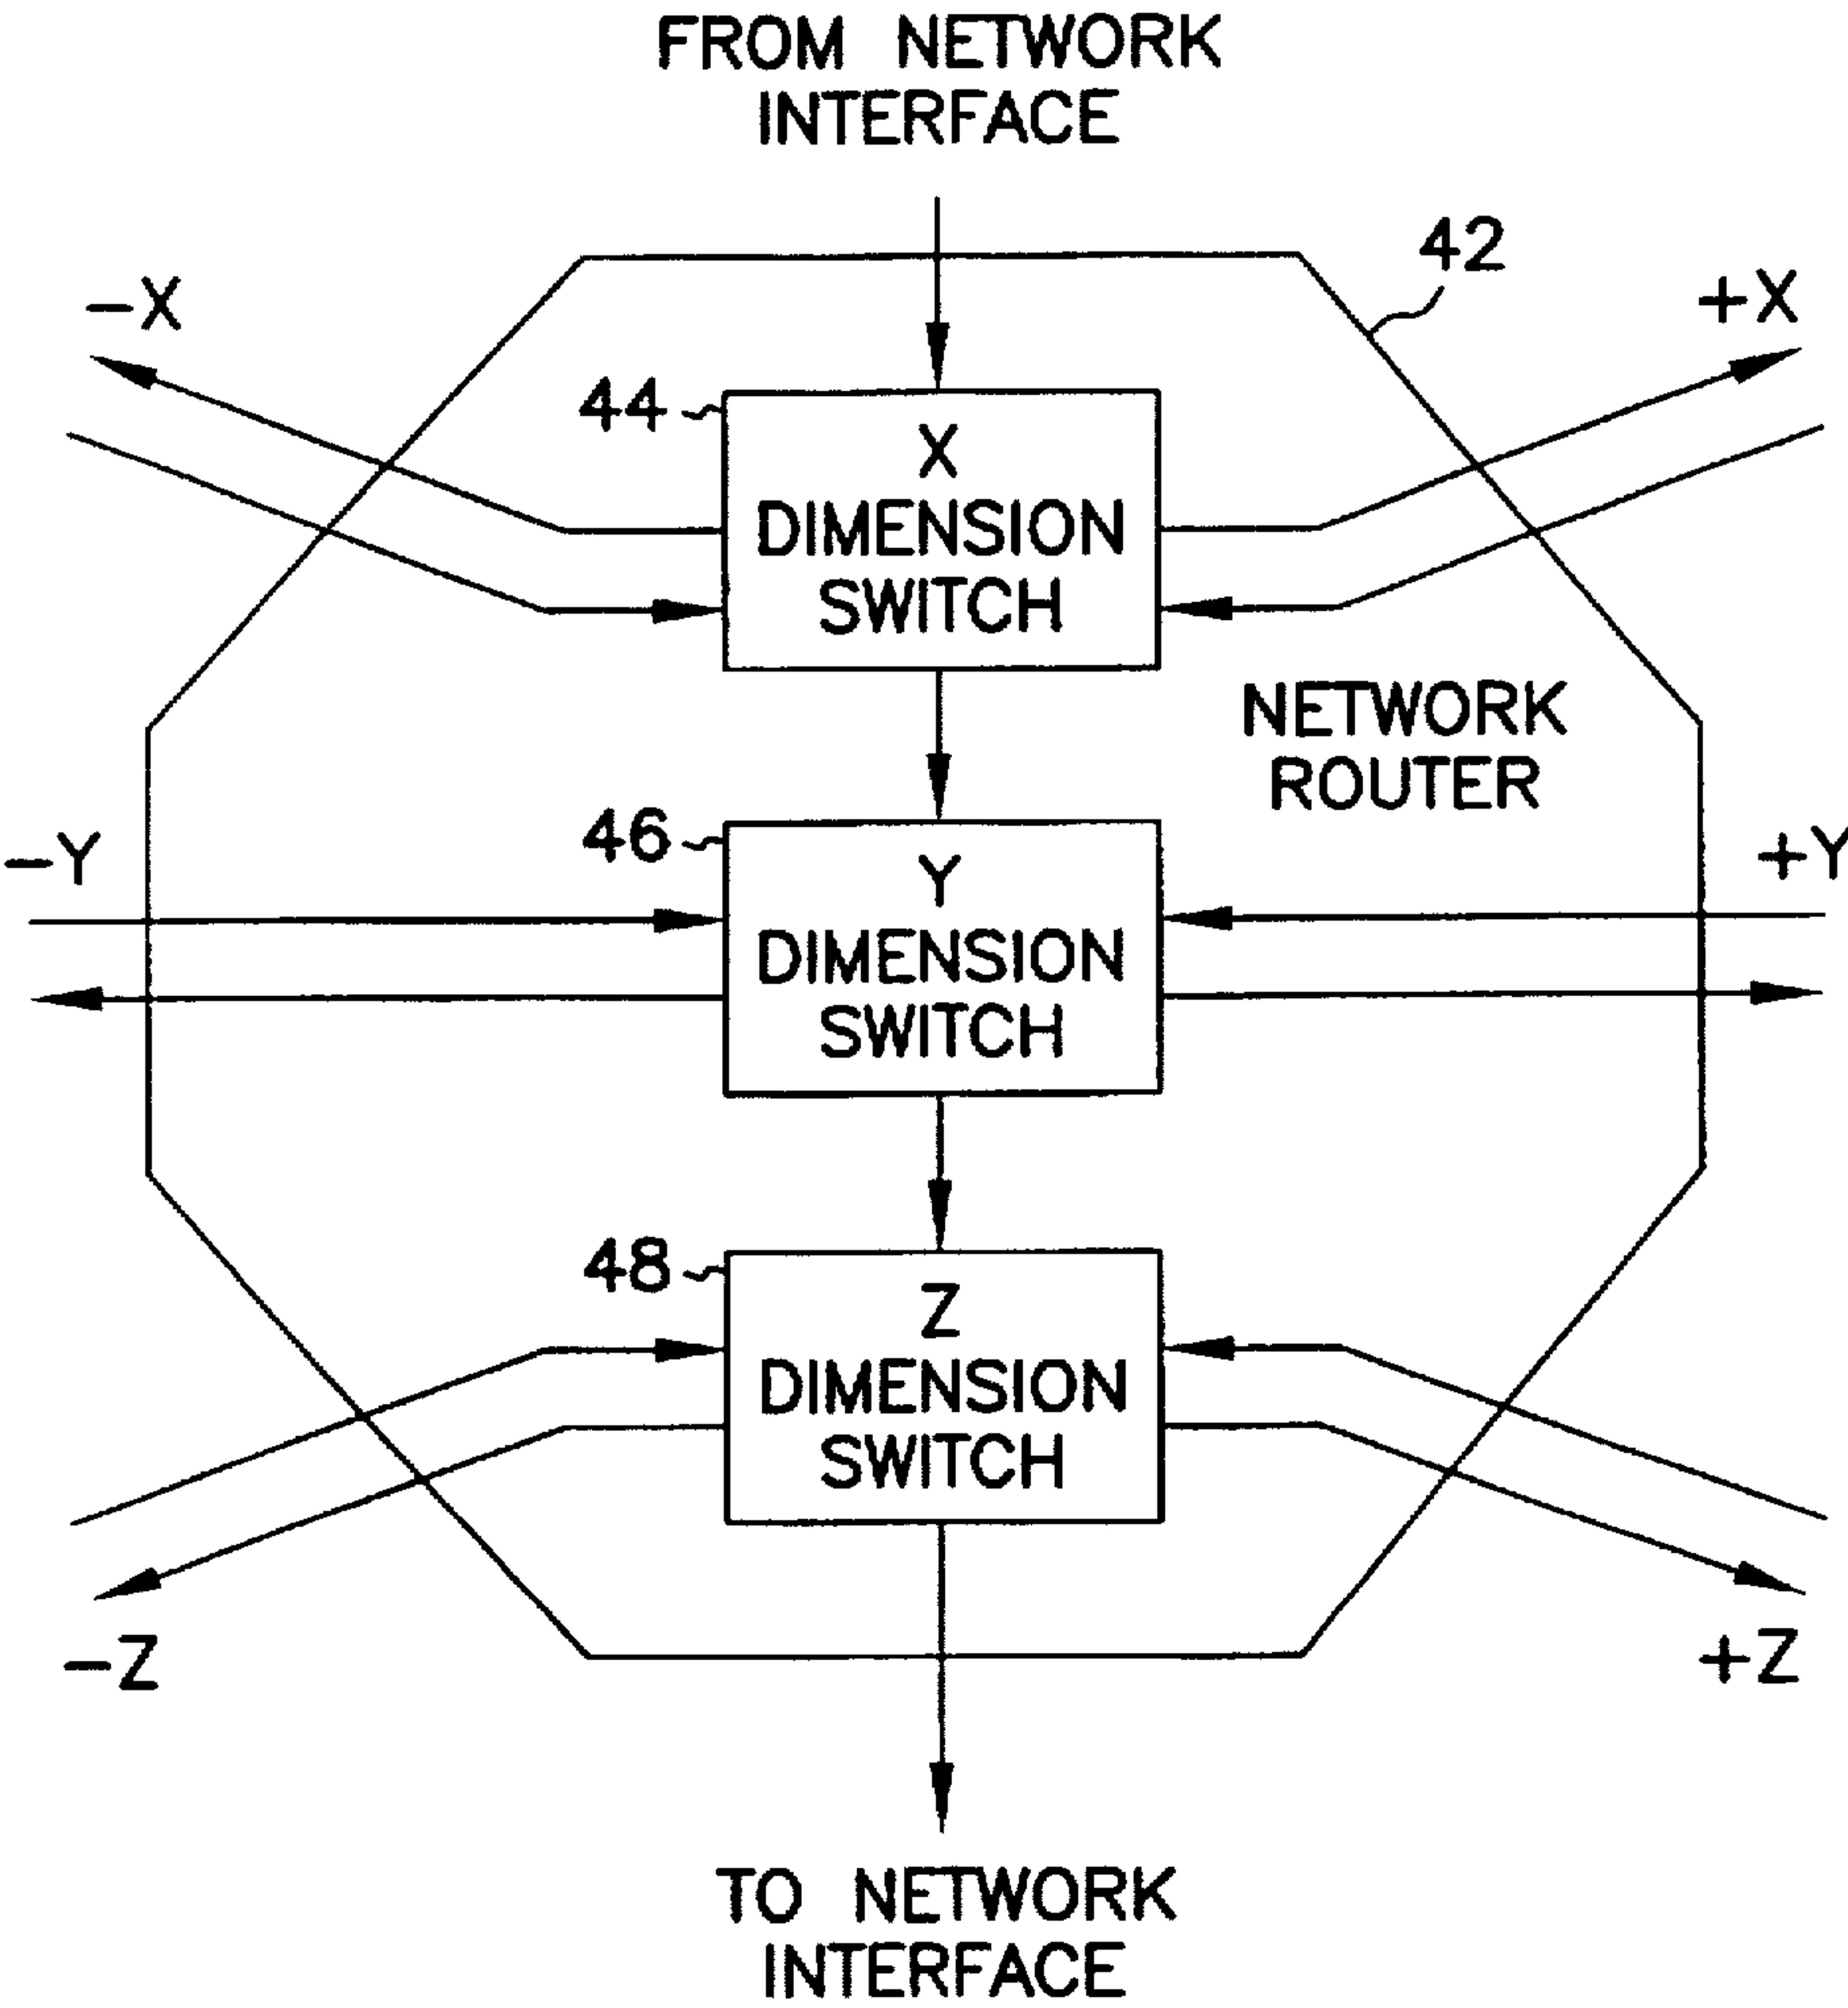 FROM NETWORK
INTERFACE
42
-X
+X
44
X
DIMENSION
SWITCH
NETWORK
ROUTER
46
-Y
+Y
Y
DIMENSION
SWITCH
48
Z
DIMENSION
SWITCH
-Z
+Z
TO NETWORK
INTERFACE